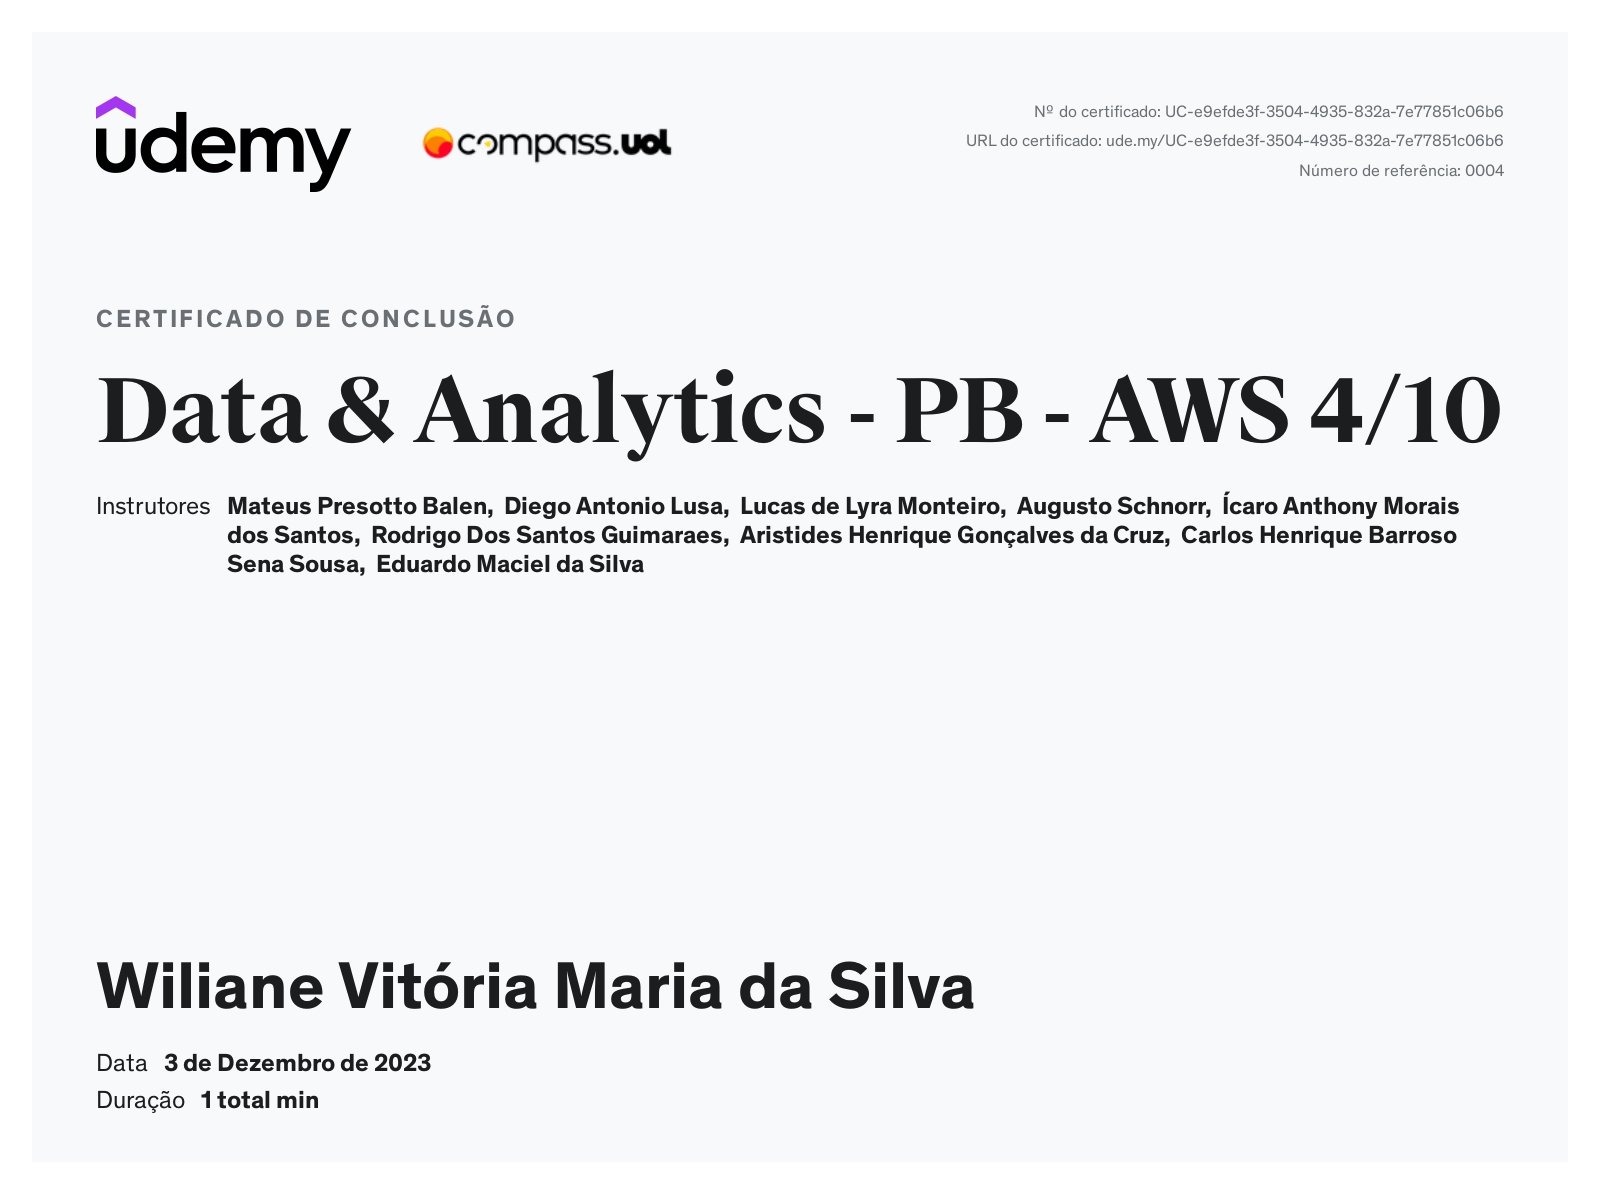 udemy
compass.uol
Nº do certificado: UC-e9efde3f-3504-4935-832a-7e77851c06b6
URL do certificado: ude.my/UC-e9efde3f-3504-4935-832a-7e77851c06b6
Número de referência: 0004
CERTIFICADO DE CONCLUSÃO
Data & Analytics - PB - AWS 4/10
Instrutores Mateus Presotto Balen, Diego Antonio Lusa, Lucas de Lyra Monteiro, Augusto Schnorr, Ícaro Anthony Morais
dos Santos, Rodrigo Dos Santos Guimaraes, Aristides Henrique Gonçalves da Cruz, Carlos Henrique Barroso
Sena Sousa, Eduardo Maciel da Silva
Wiliane Vitória Maria da Silva
Data 3 de Dezembro de 2023
Duração 1 total min